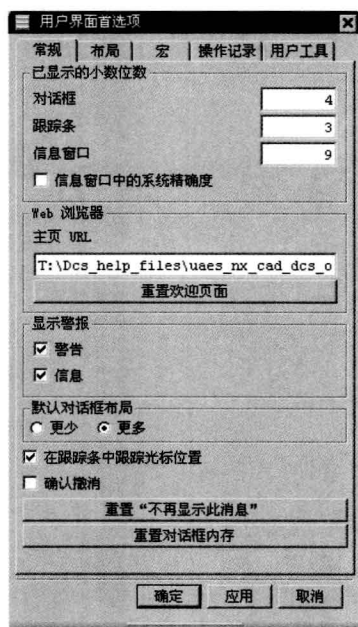 用户界面首选项
常规 布局 宏 操作记录 用户工具
已显示的小数位数
对话框 4
跟踪条 3
信息窗口 9
信息窗口中的系统精确度
Web 浏览器
主页 URL
T:\Dcs_help_files\uaes_nx_cad_dcs_o
重置欢迎页面
显示警报
警告
信息
默认对话框布局
更少 更多
在跟踪条中跟踪光标位置
确认撤消
重置“不再显示此消息”
重置对话框内存
确定 应用 取消